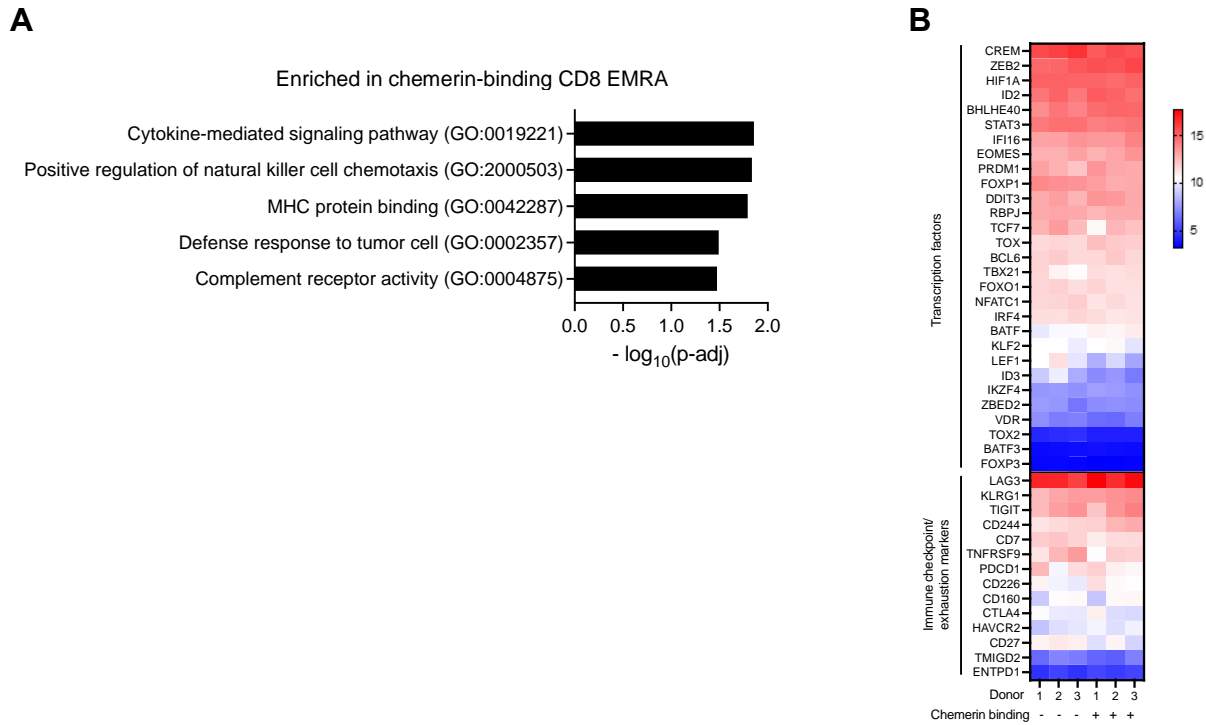 A
Enriched in chemerin-binding CD8 EMRA
Cytokine-mediated signaling pathway (GO:0019221)
Positive regulation of natural killer cell chemotaxis (GO:2000503)
MHC protein binding (GO:0042287)
Defense response to tumor cell (GO:0002357)
Complement receptor activity (GO:0004875)
0.0 0.5 1.0 1.5 2.0
- log10(p-adj)
B
Transcription factors
CREM
ZEB2
HIF1A
ID2
BHLHE40
STAT3
IFI16
EOMES
PRDM1
FOXP1
DDIT3
RBPJ
TCF7
TOX
BCL6
TBX21
FOXO1
NFATC1
IRF4
BATF
KLF2
LEF1
ID3
IKZF4
ZBED2
VDR
TOX2
BATF3
FOXP3
Immune checkpoint/
exhaustion markers
LAG3
KLRG1
TIGIT
CD244
CD7
TNFRSF9
PDCD1
CD226
CD160
CTLA4
HAVCR2
CD27
TMIGD2
ENTPD1
Donor 1 2 3 1 2 3
Chemerin binding - - - + + +
15
10
5